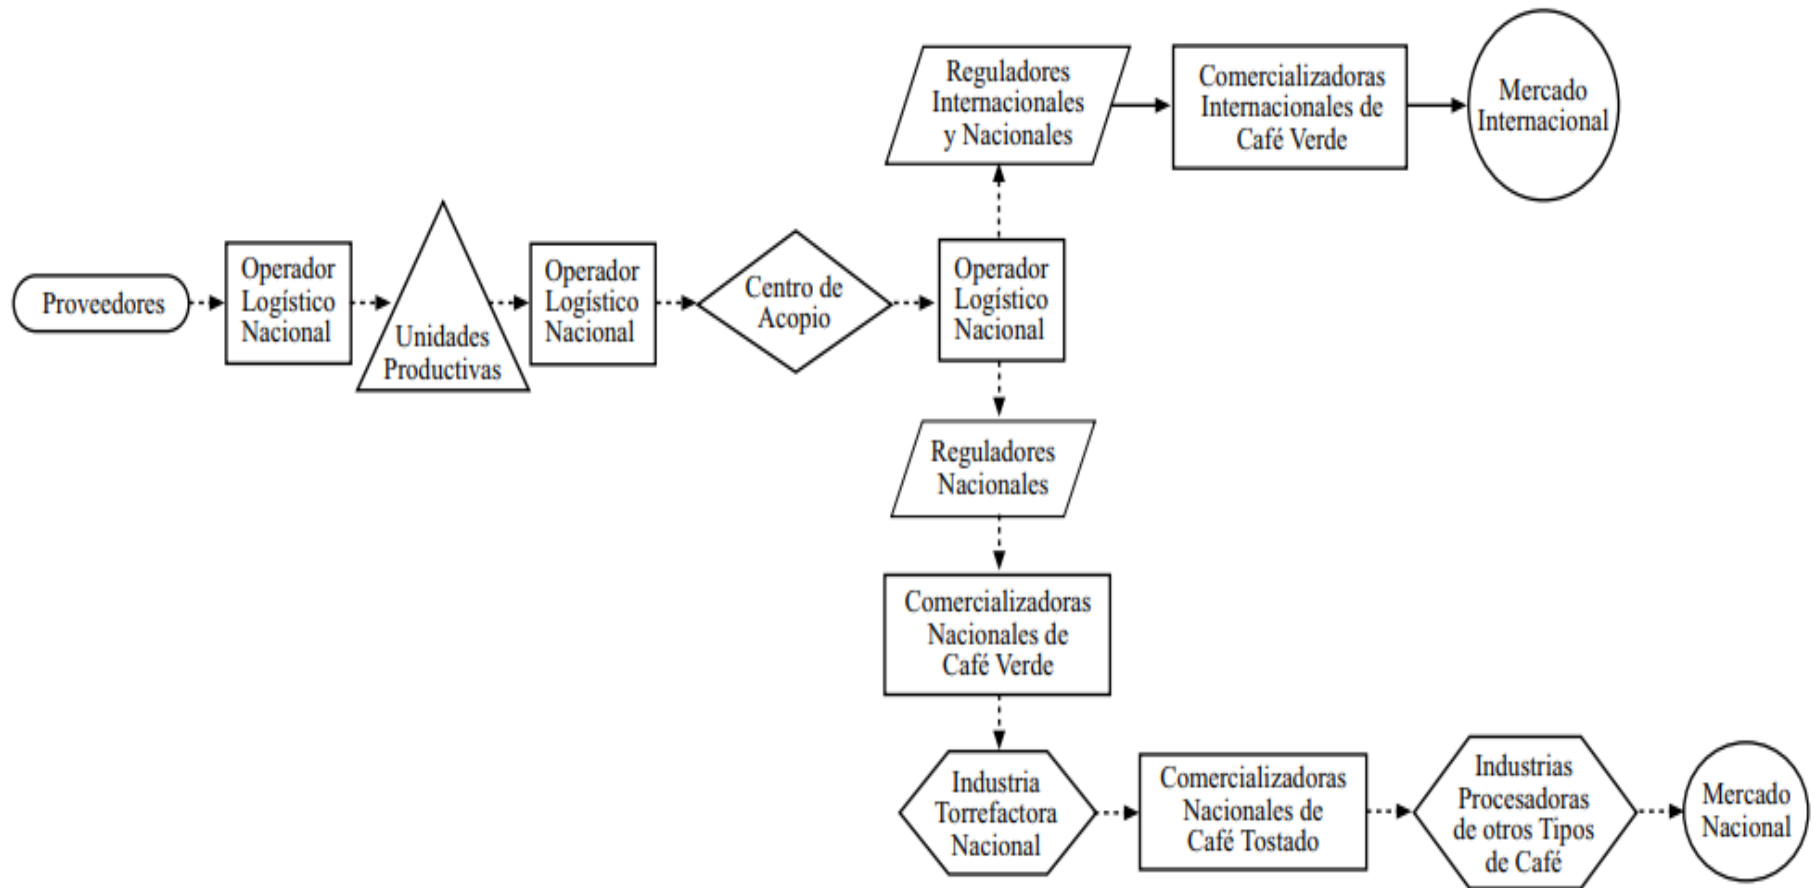 Reguladores
Internacionales
y Nacionales
Comercializadoras
Internacionales de
Café Verde
Mercado
Internacional
Proveedores
Operador
Logístico
Nacional
Unidades
Productivas
Operador
Logístico
Nacional
Centro de
Acopio
Operador
Logístico
Nacional
Reguladores
Nacionales
Comercializadoras
Nacionales de
Café Verde
Industria
Torrefactora
Nacional
Comercializadoras
Nacionales de
Café Tostado
Industrias
Procesadoras
de otros Tipos
de Café
Mercado
Nacional